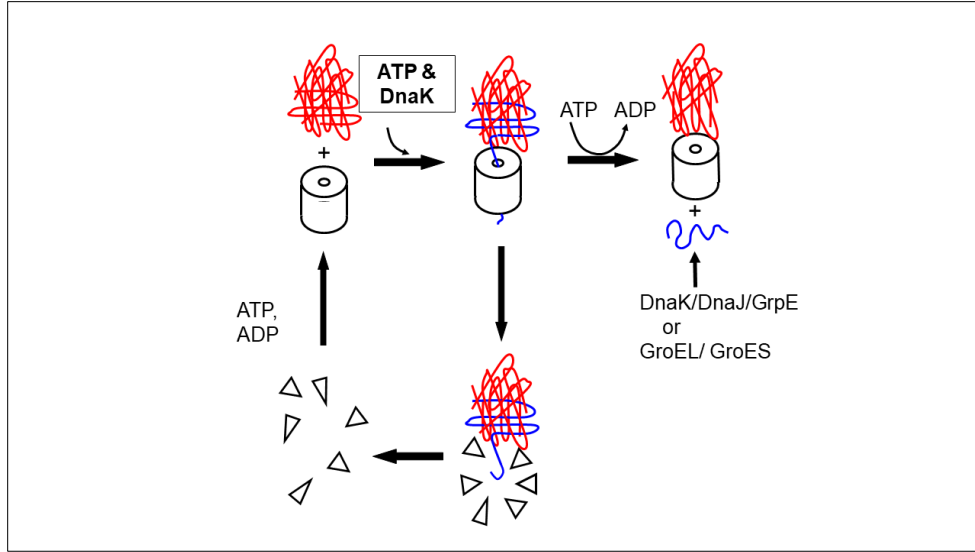 ATP &
DnaK
+
ATP ADP
+
ATP,
ADP
DnaK/DnaJ/GrpE
or
GroEL/ GroES